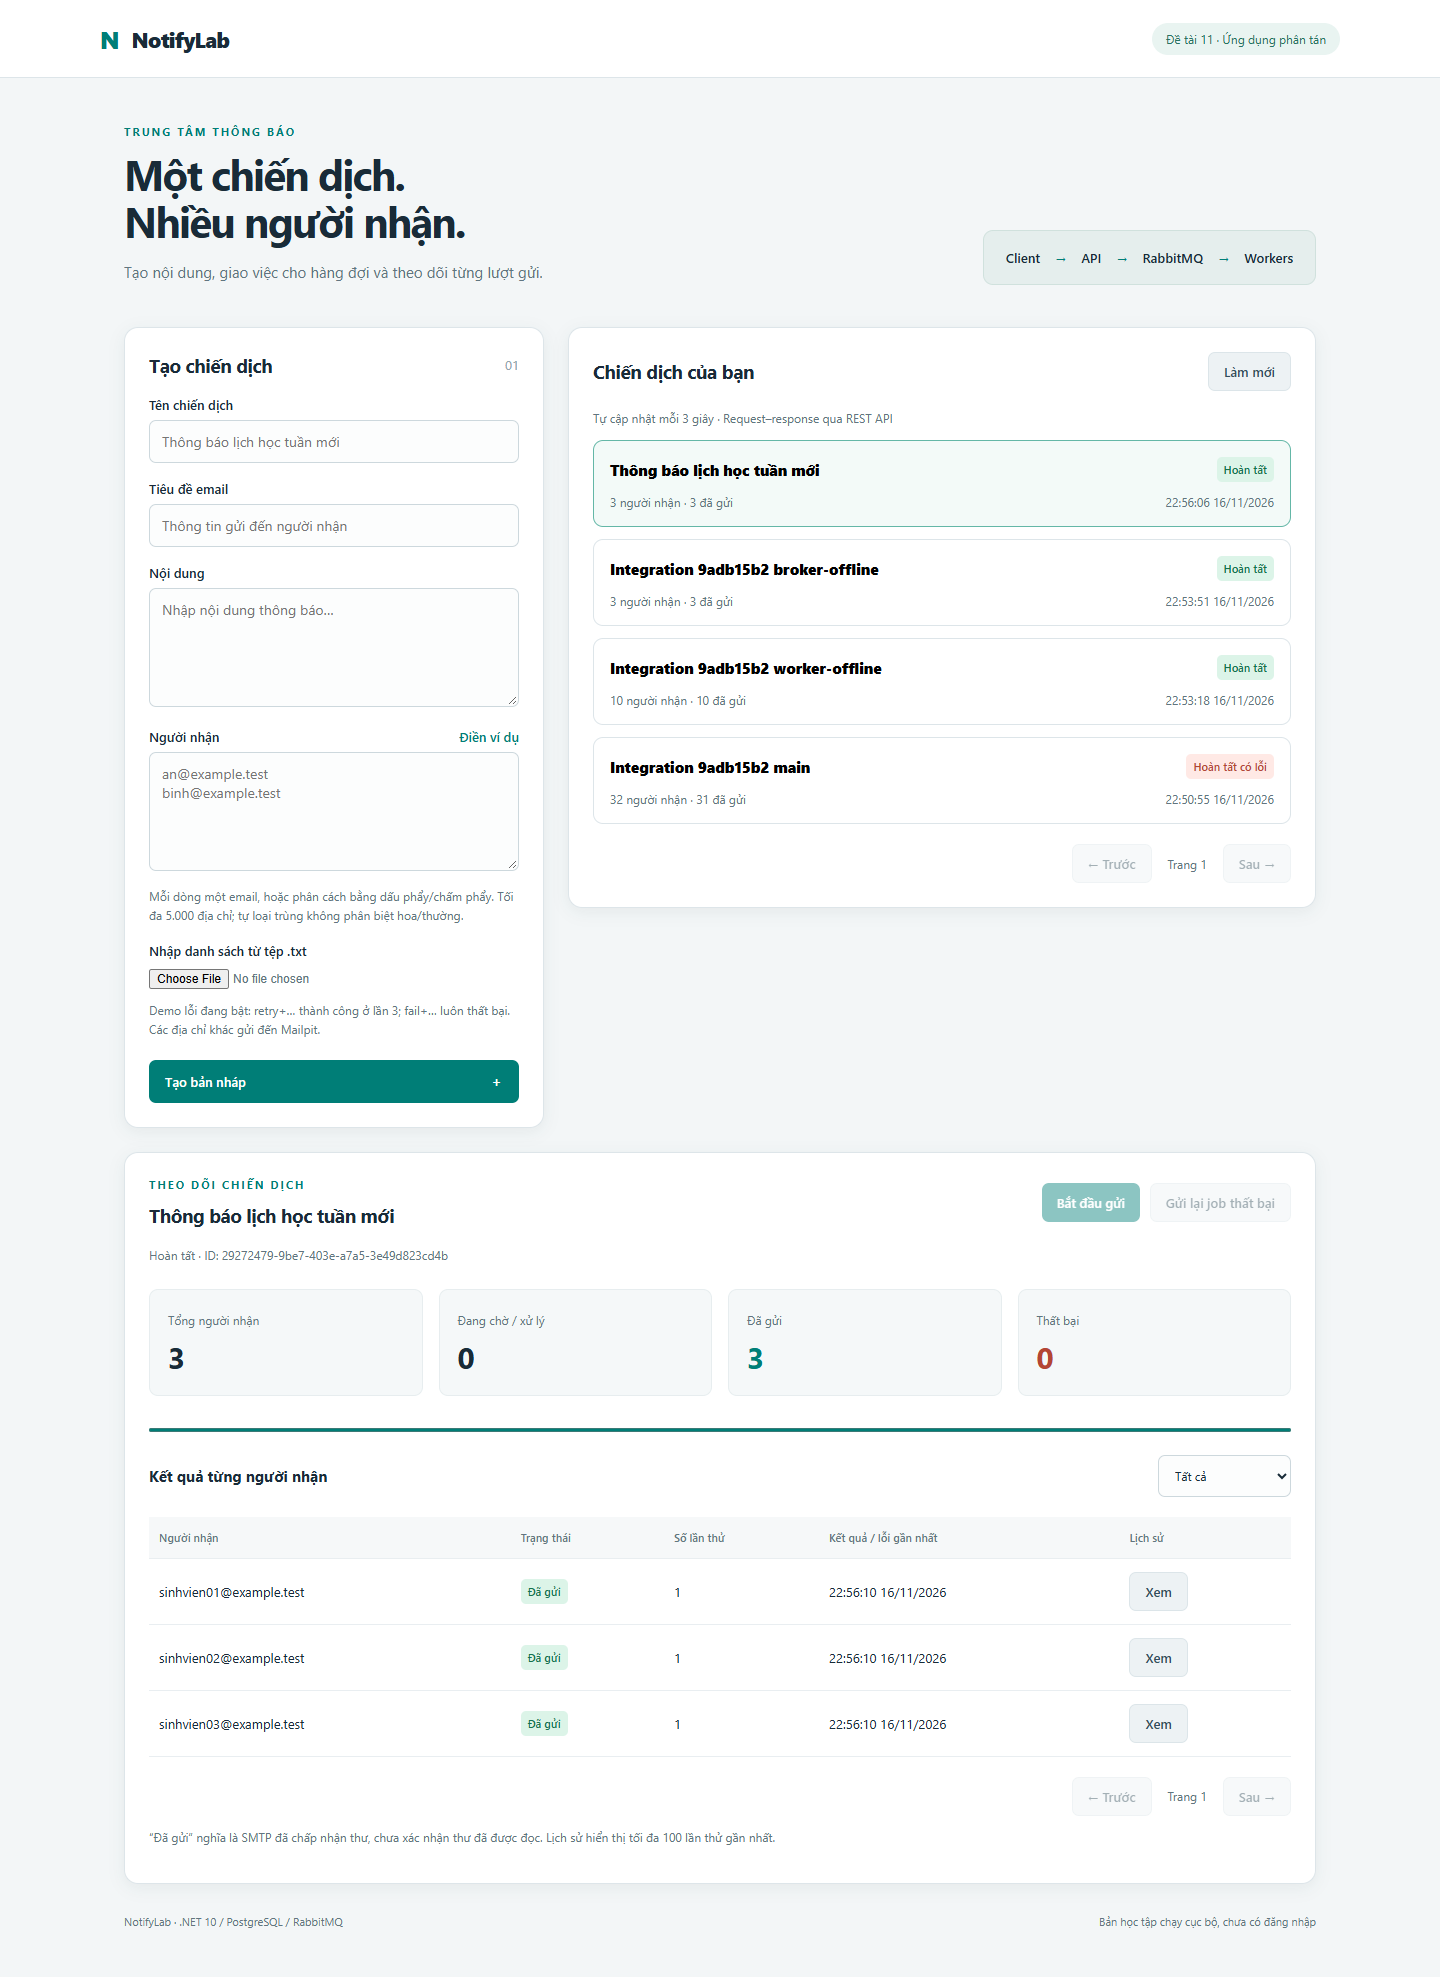 N NotifyLab
Đề tài 11 · Ứng dụng phân tán
TRUNG TÂM THÔNG BÁO
Một chiến dịch.
Nhiều người nhận.
Tạo nội dung, giao việc cho hàng đợi và theo dõi từng lượt gửi.
Client → API → RabbitMQ → Workers
Tạo chiến dịch
01
Tên chiến dịch
Thông báo lịch học tuần mới
Tiêu đề email
Thông tin gửi đến người nhận
Nội dung
Nhập nội dung thông báo...
Người nhận
Điền ví dụ
an@example.test
binh@example.test
Mỗi dòng một email, hoặc phân cách bằng dấu phẩy/chấm phẩy. Tối
đa 5.000 địa chỉ; tự loại trùng không phân biệt hoa/thường.
Nhập danh sách từ tệp .txt
Choose File No file chosen
Demo lỗi đang bật: retry+... thành công ở lần 3; fail+... luôn thất bại.
Các địa chỉ khác gửi đến Mailpit.
Tạo bản nháp +
Chiến dịch của bạn
Làm mới
Tự cập nhật mỗi 3 giây · Request–response qua REST API
Thông báo lịch học tuần mới
Hoàn tất
3 người nhận · 3 đã gửi
22:56:06 16/11/2026
Integration 9adb15b2 broker-offline
Hoàn tất
3 người nhận · 3 đã gửi
22:53:51 16/11/2026
Integration 9adb15b2 worker-offline
Hoàn tất
10 người nhận · 10 đã gửi
22:53:18 16/11/2026
Integration 9adb15b2 main
Hoàn tất có lỗi
32 người nhận · 31 đã gửi
22:50:55 16/11/2026
← Trước Trang 1 Sau →
THEO DÕI CHIẾN DỊCH
Thông báo lịch học tuần mới
Bắt đầu gửi
Gửi lại job thất bại
Hoàn tất · ID: 29272479-9be7-403e-a7a5-3e49d823cd4b
Tổng người nhận
3
Đang chờ / xử lý
0
Đã gửi
3
Thất bại
0
Kết quả từng người nhận
Tất cả
Người nhận Trạng thái Số lần thử Kết quả / lỗi gần nhất Lịch sử
sinhvien01@example.test Đã gửi 1 22:56:10 16/11/2026 Xem
sinhvien02@example.test Đã gửi 1 22:56:10 16/11/2026 Xem
sinhvien03@example.test Đã gửi 1 22:56:10 16/11/2026 Xem
← Trước Trang 1 Sau →
“Đã gửi” nghĩa là SMTP đã chấp nhận thư, chưa xác nhận thư đã được đọc. Lịch sử hiển thị tối đa 100 lần thử gần nhất.
NotifyLab · .NET 10 / PostgreSQL / RabbitMQ
Bản học tập chạy cục bộ, chưa có đăng nhập